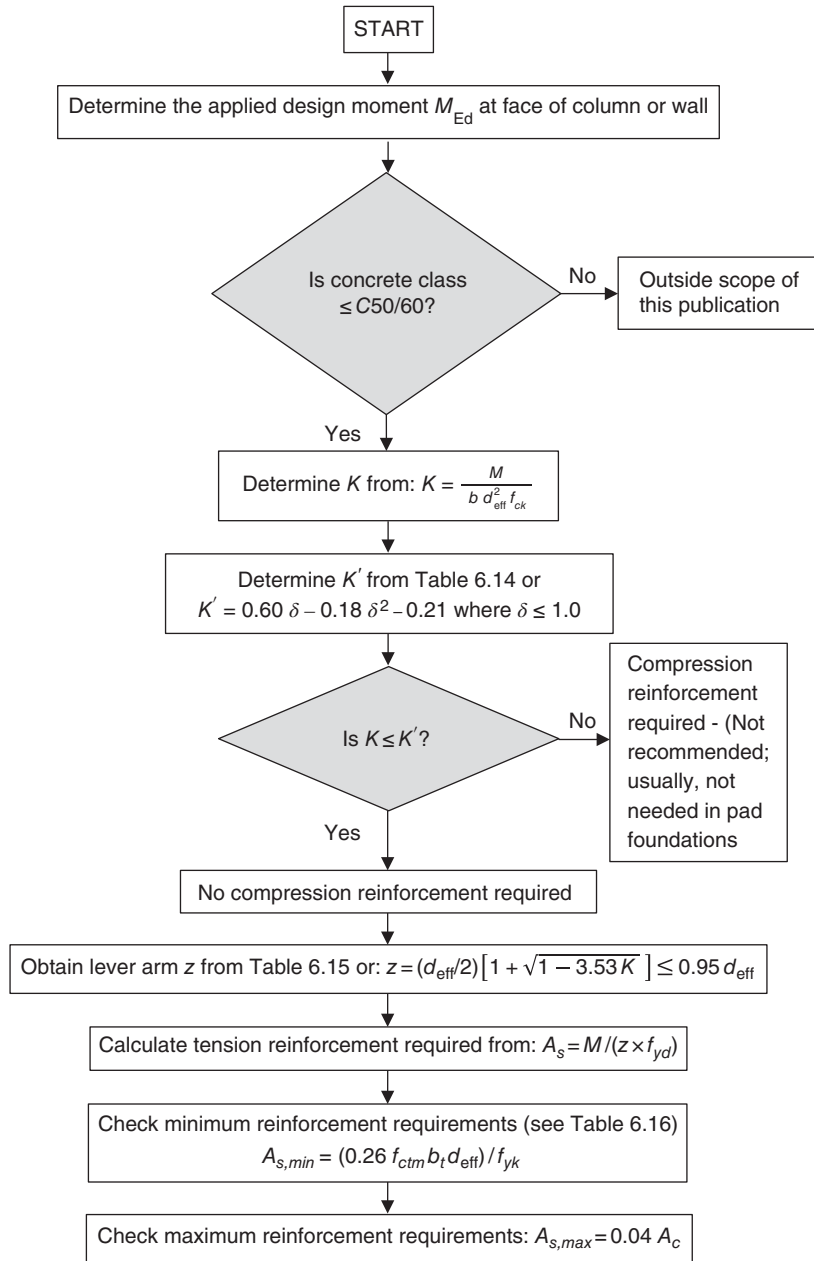 START
Determine the applied design moment M_Ed at face of column or wall
Is concrete class
≤ C50/60?
No
Outside scope of
this publication
Yes
Determine K from: K = M / (b d²_eff f_ck)
Determine K′ from Table 6.14 or
K′ = 0.60 δ – 0.18 δ² – 0.21 where δ ≤ 1.0
Is K ≤ K′?
No
Compression
reinforcement
required - (Not
recommended;
usually, not
needed in pad
foundations
Yes
No compression reinforcement required
Obtain lever arm z from Table 6.15 or: z = (d_eff/2) [1 + √(1 – 3.53 K) ] ≤ 0.95 d_eff
Calculate tension reinforcement required from: A_s = M /(z × f_yd)
Check minimum reinforcement requirements (see Table 6.16)
A_s,min = (0.26 f_ctm b_t d_eff) / f_yk
Check maximum reinforcement requirements: A_s,max = 0.04 A_c